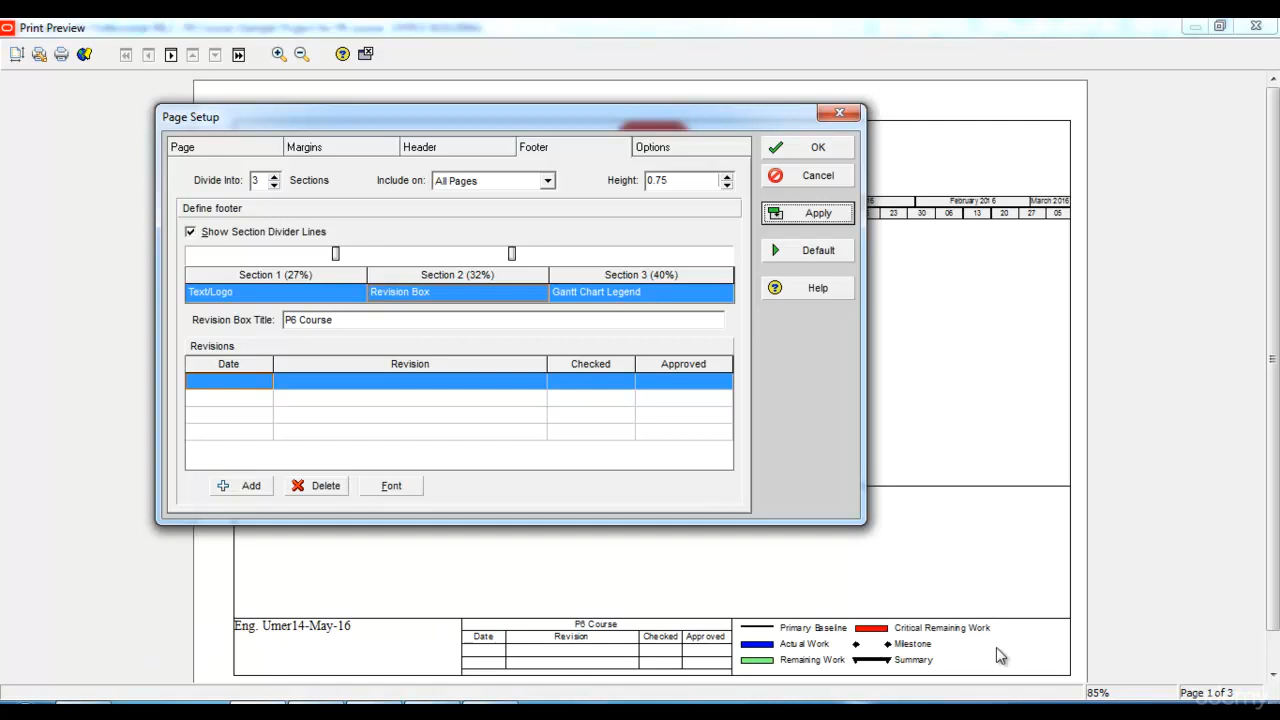 Print Preview
Page Setup
Page Margins Header Footer Options
Divide Into: 3 Sections Include on: All Pages Height: 0.75
Define footer
Show Section Divider Lines
Section 1 (27%) Section 2 (32%) Section 3 (40%)
Text/Logo Revision Box Gantt Chart Legend
Revision Box Title: P6 Course
Revisions
Date Revision Checked Approved
Add Delete Font
OK
Cancel
Apply
Default
Help
February 2016 March 2016
23 30 06 13 20 27 05
Eng. Umer14-May-16
P6 Course
Date Revision Checked Approved
Primary Baseline Critical Remaining Work
Actual Work Milestone
Remaining Work Summary
85% Page 1 of 3